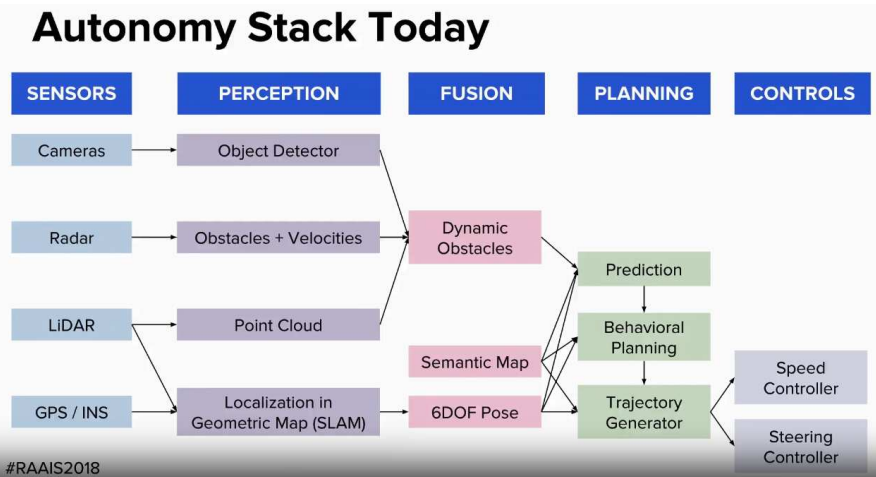 Autonomy Stack Today
SENSORS
PERCEPTION
FUSION
PLANNING
CONTROLS
Cameras
Object Detector
Radar
Obstacles + Velocities
Dynamic
Obstacles
Prediction
LiDAR
Point Cloud
Behavioral
Planning
Semantic Map
Speed
Controller
GPS / INS
Localization in
Geometric Map (SLAM)
6DOF Pose
Trajectory
Generator
Steering
Controller
#RAAIS2018